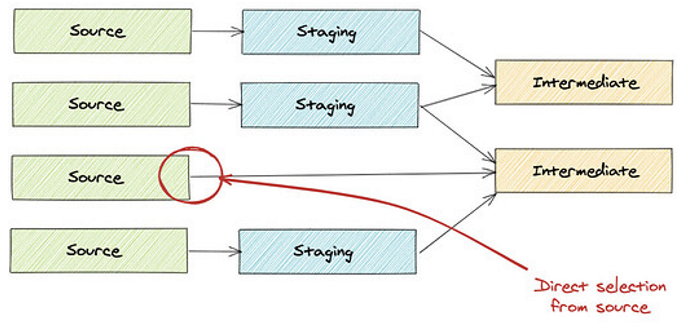 Source
Staging
Source
Staging
Intermediate
Source
Intermediate
Source
Staging
Direct selection
from source